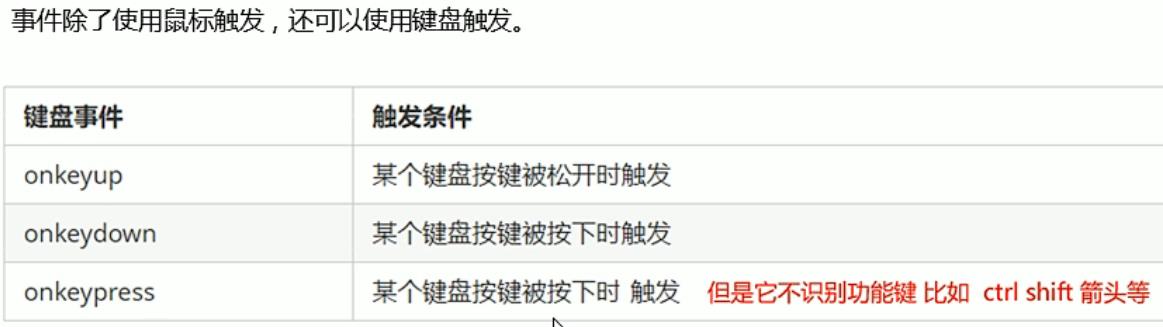 事件除了使用鼠标触发，还可以使用键盘触发。
键盘事件 触发条件
onkeyup 某个键盘按键被松开时触发
onkeydown 某个键盘按键被按下时触发
onkeypress 某个键盘按键被按下时 触发 但是它不识别功能键 比如 ctrl shift 箭头等